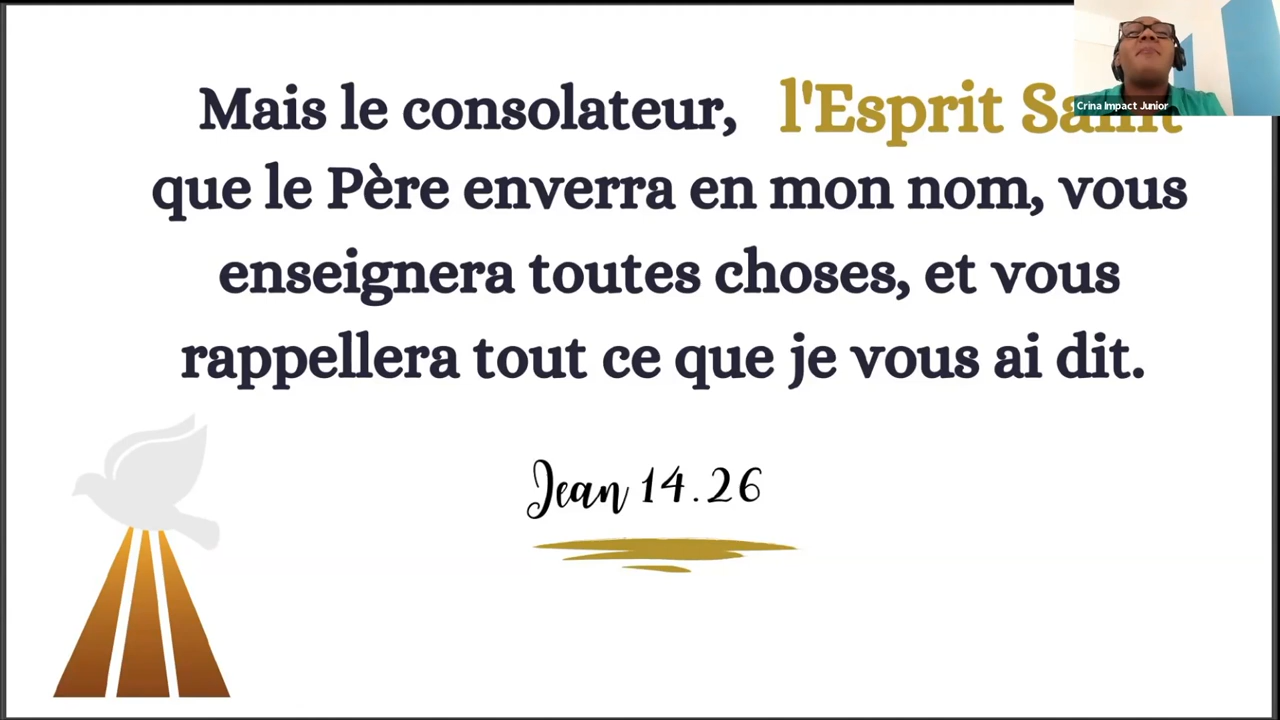 Mais le consolateur, l'Esprit Saint
Crina Impact Junior
que le Père enverra en mon nom, vous
enseignera toutes choses, et vous
rappellera tout ce que je vous ai dit.
Jean 14.26